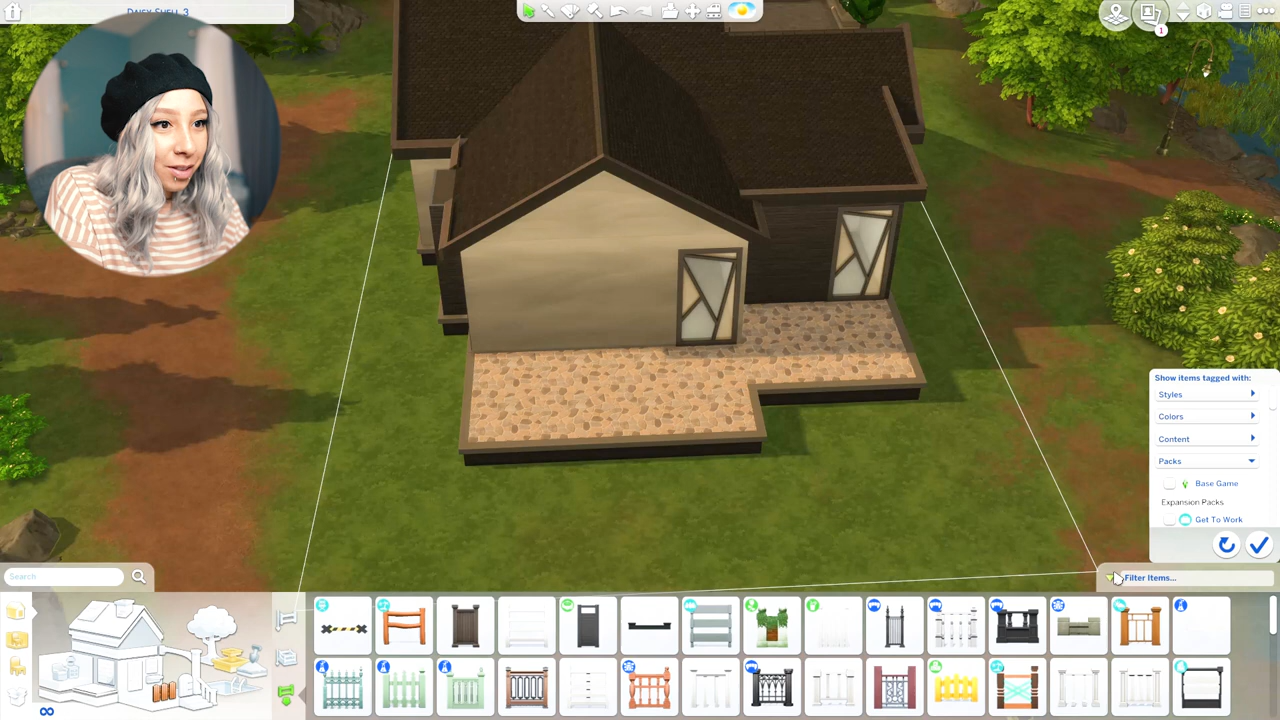 DAISY SHELL 3
1
Show items tagged with:
Styles
Colors
Content
Packs
Base Game
Expansion Packs
Get To Work
Filter Items...
Search